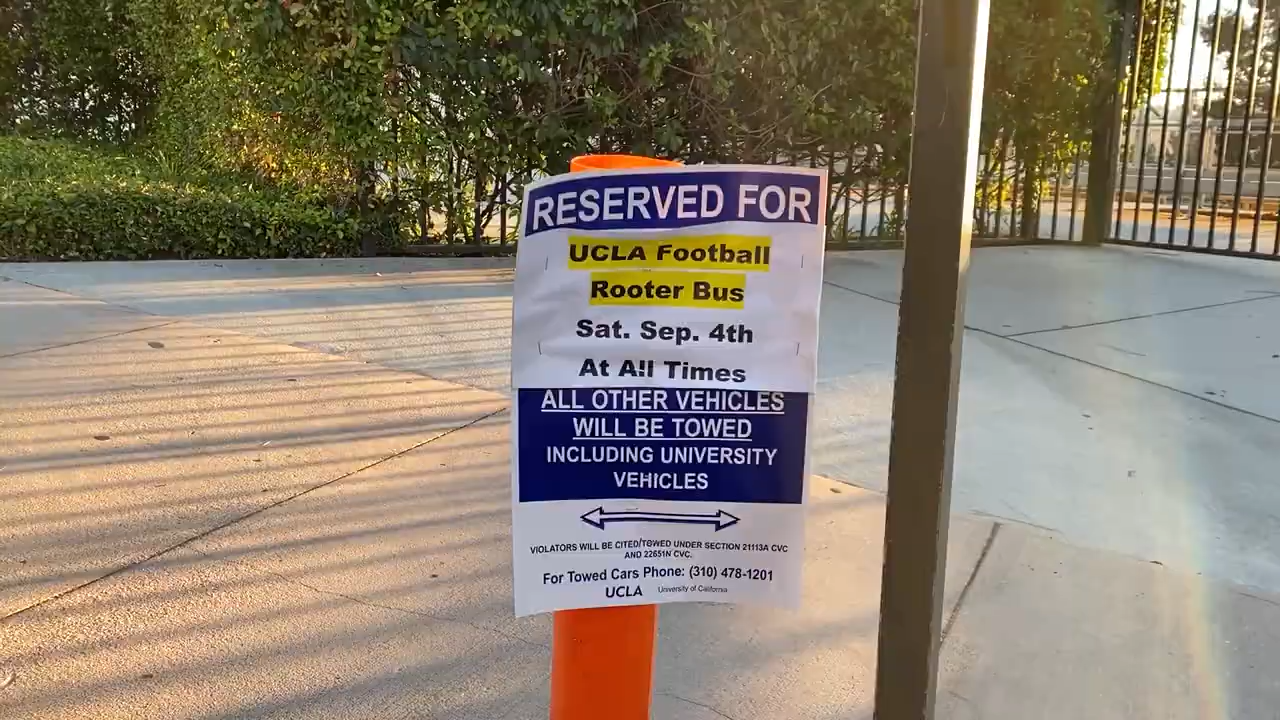 RESERVED FOR
UCLA Football
Rooter Bus
Sat. Sep. 4th
At All Times
ALL OTHER VEHICLES
WILL BE TOWED
INCLUDING UNIVERSITY
VEHICLES
VIOLATORS WILL BE CITED/TOWED UNDER SECTION 21113A CVC
AND 22651N CVC.
For Towed Cars Phone: (310) 478-1201
UCLA University of California